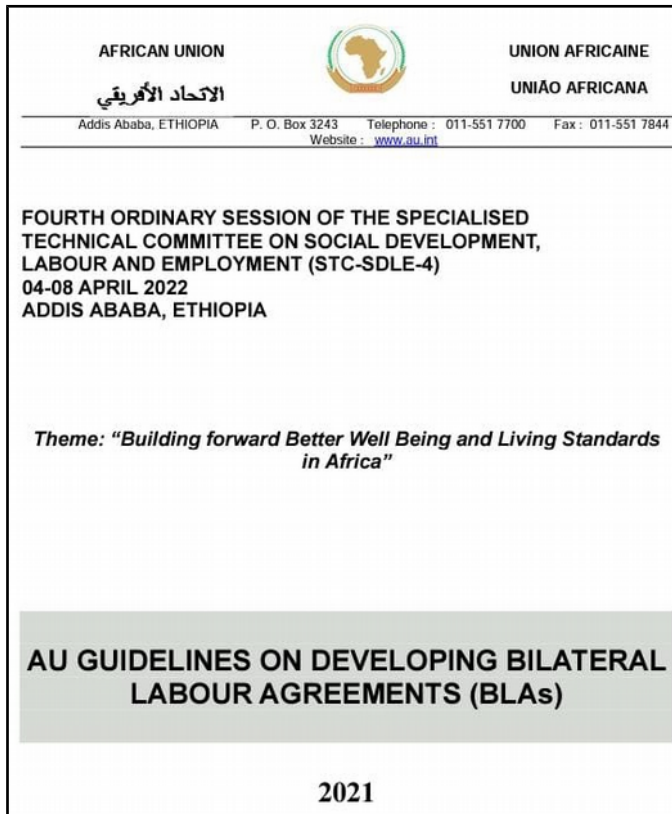 AFRICAN UNION
UNION AFRICAINE
الاتحاد الأفريقي
UNIÃO AFRICANA
Addis Ababa, ETHIOPIA P. O. Box 3243 Telephone : 011-551 7700 Fax : 011-551 7844
Website : www.au.int
FOURTH ORDINARY SESSION OF THE SPECIALISED
TECHNICAL COMMITTEE ON SOCIAL DEVELOPMENT,
LABOUR AND EMPLOYMENT (STC-SDLE-4)
04-08 APRIL 2022
ADDIS ABABA, ETHIOPIA
Theme: “Building forward Better Well Being and Living Standards
in Africa”
AU GUIDELINES ON DEVELOPING BILATERAL
LABOUR AGREEMENTS (BLAs)
2021